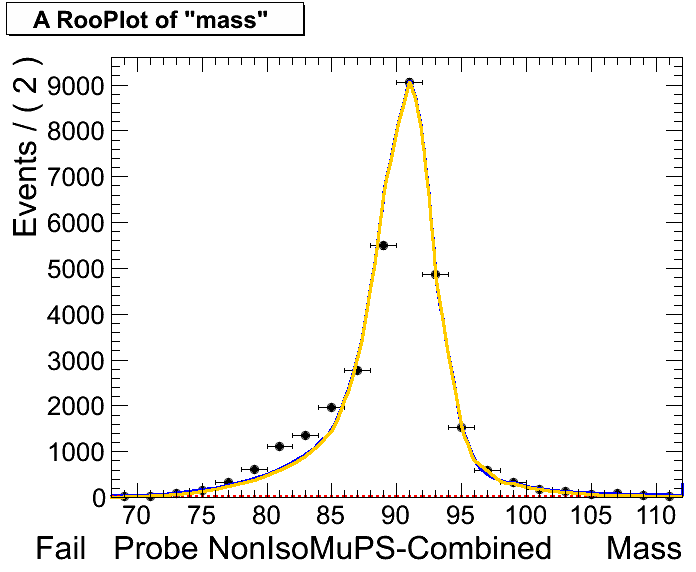 A RooPlot of "mass"
Events / ( 2 )
9000
8000
7000
6000
5000
4000
3000
2000
1000
0
70 75 80 85 90 95 100 105 110
Fail Probe NonIsoMuPS-Combined Mass